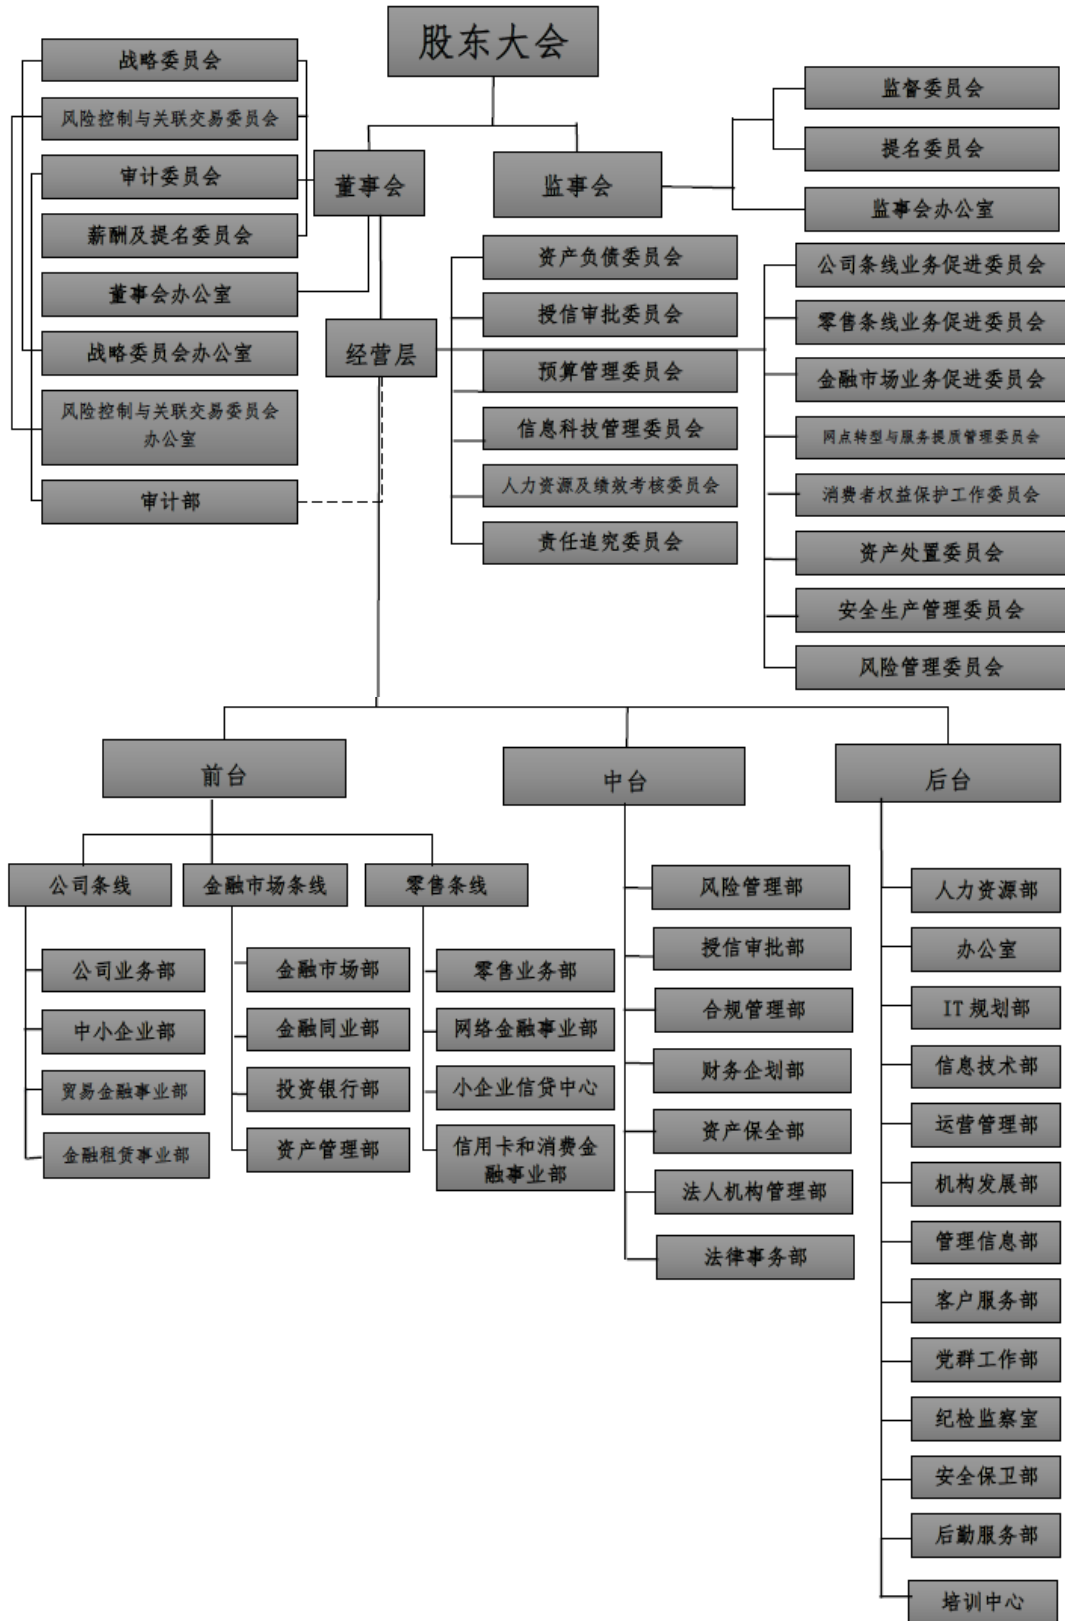 股东大会
战略委员会
风险控制与关联交易委员会
审计委员会
薪酬及提名委员会
董事会办公室
战略委员会办公室
风险控制与关联交易委员会
办公室
审计部
董事会
监事会
监督委员会
提名委员会
监事会办公室
经营层
资产负债委员会
授信审批委员会
预算管理委员会
信息科技管理委员会
人力资源及绩效考核委员会
责任追究委员会
公司条线业务促进委员会
零售条线业务促进委员会
金融市场业务促进委员会
网点转型与服务提质管理委员会
消费者权益保护工作委员会
资产处置委员会
安全生产管理委员会
风险管理委员会
前台
中台
后台
公司条线
金融市场条线
零售条线
公司业务部
中小企业部
贸易金融事业部
金融租赁事业部
金融市场部
金融同业部
投资银行部
资产管理部
零售业务部
网络金融事业部
小企业信贷中心
信用卡和消费金
融事业部
风险管理部
授信审批部
合规管理部
财务企划部
资产保全部
法人机构管理部
法律事务部
人力资源部
办公室
IT 规划部
信息技术部
运营管理部
机构发展部
管理信息部
客户服务部
党群工作部
纪检监察室
安全保卫部
后勤服务部
培训中心